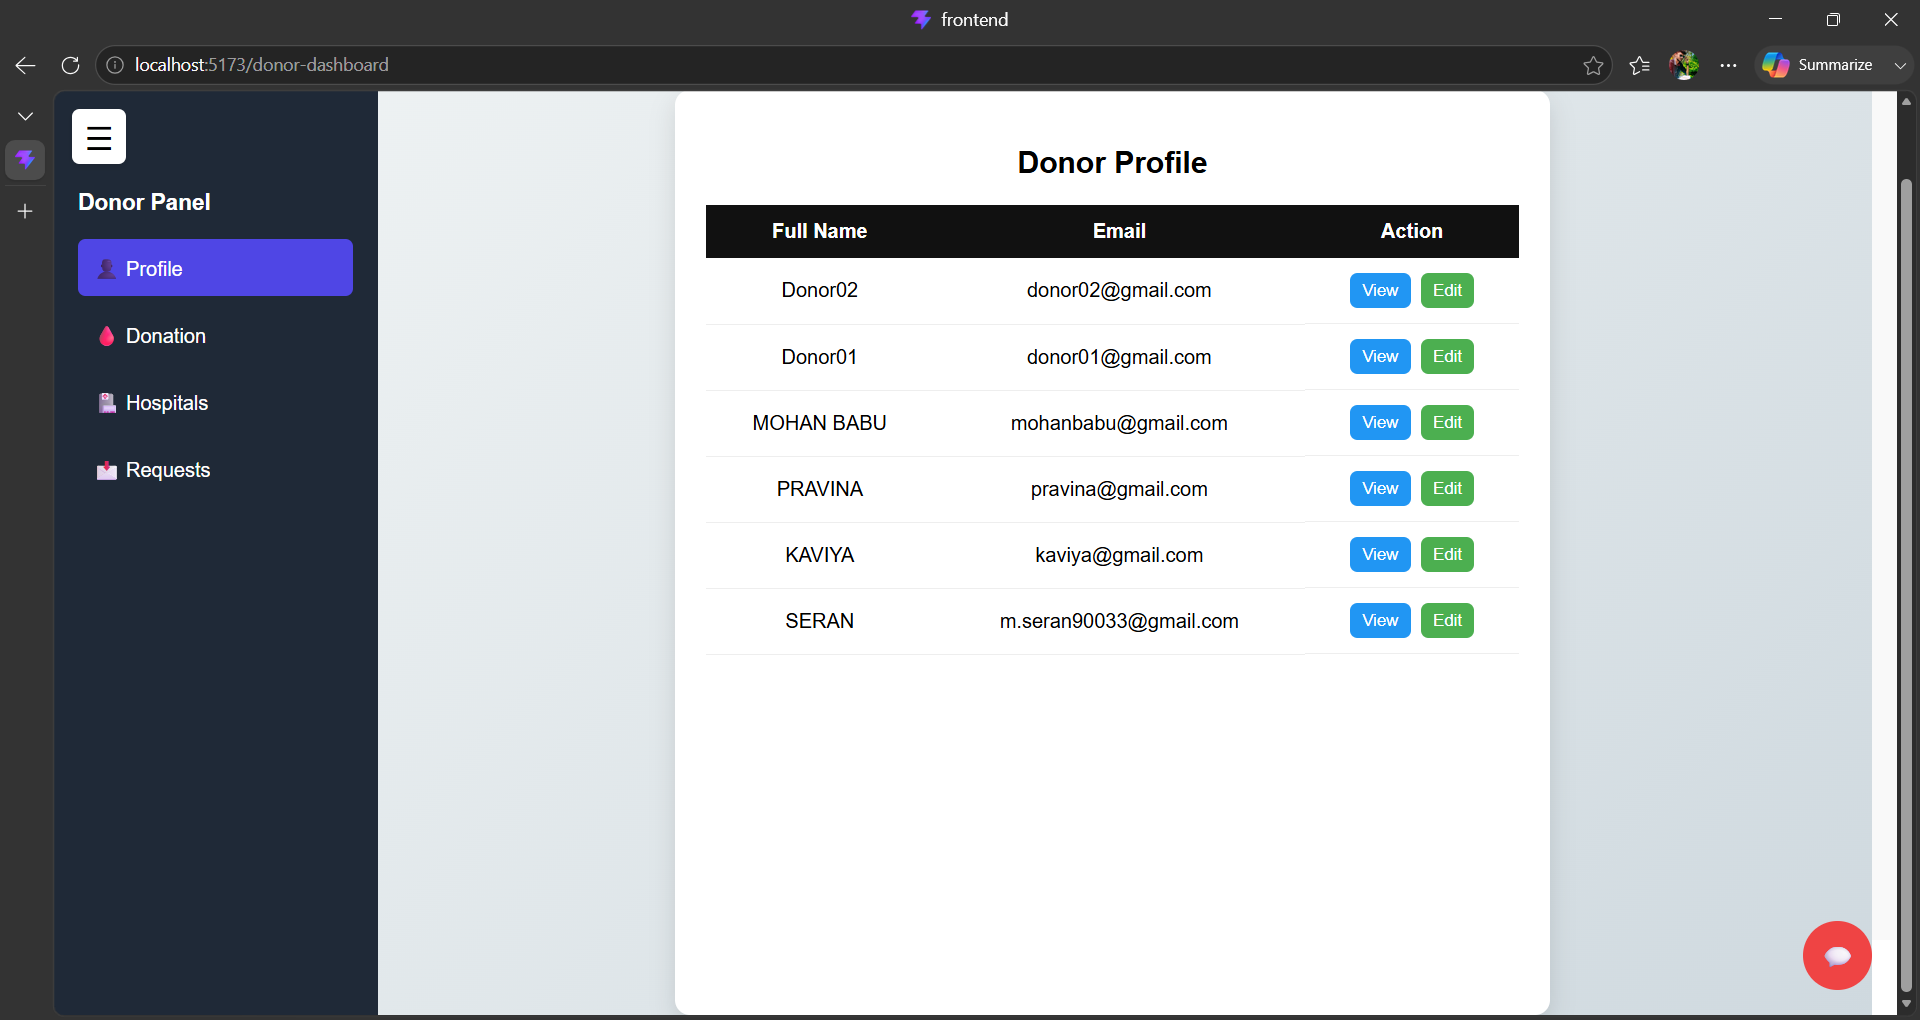 frontend
localhost:5173/donor-dashboard
Summarize
Donor Panel
Profile
Donation
Hospitals
Requests
Donor Profile
Full Name Email Action
Donor02 donor02@gmail.com View Edit
Donor01 donor01@gmail.com View Edit
MOHAN BABU mohanbabu@gmail.com View Edit
PRAVINA pravina@gmail.com View Edit
KAVIYA kaviya@gmail.com View Edit
SERAN m.seran90033@gmail.com View Edit